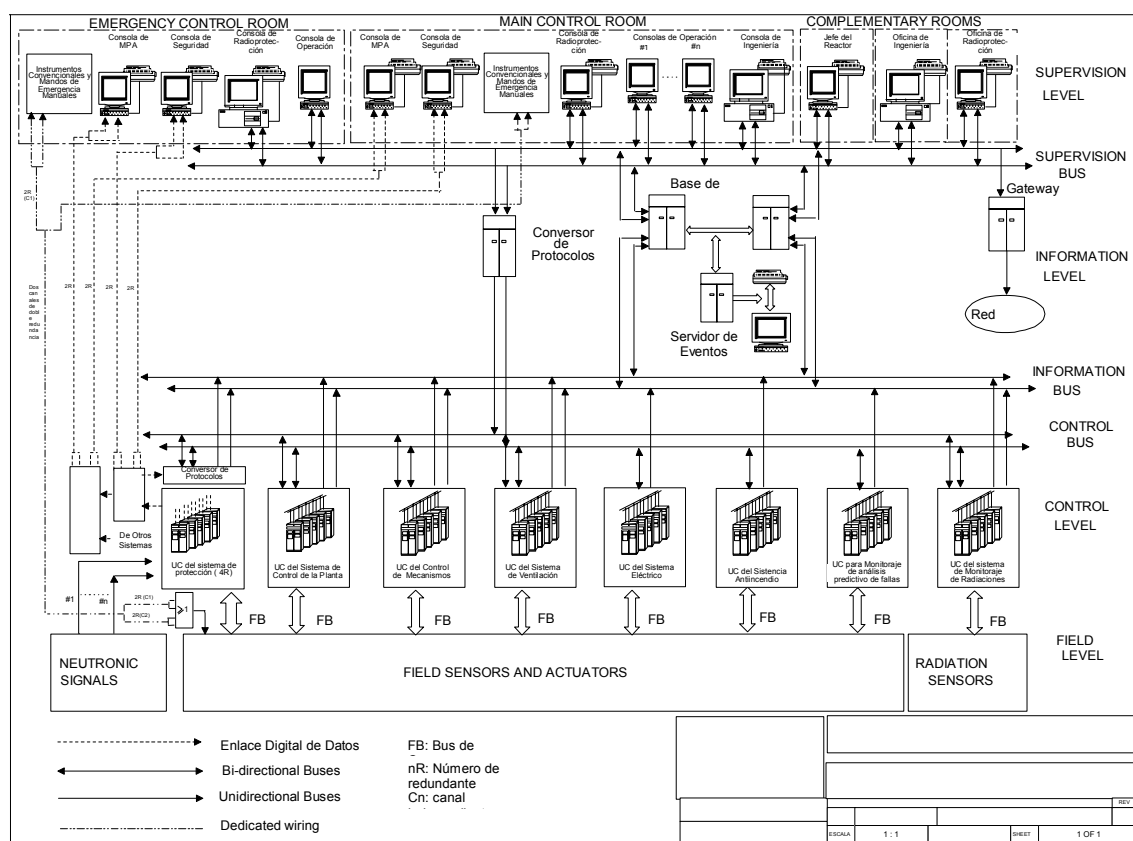 EMERGENCY CONTROL ROOM
MAIN CONTROL ROOM
COMPLEMENTARY ROOMS
Consola de
MPA
Consola de
Seguridad
Consola de
Radioprotec-
ción
Consola de
Operación
Consola de
MPA
Consola de
Seguridad
Consola de
Radioprotec-
ción
Consolas de Operación
#1
#n
Consola de
Ingeniería
Jefe del
Reactor
Oficina de
Ingeniería
Oficina de
Radioprotec-
ción
Instrumentos
Convencionales y
Mandos de
Emergencia
Manuales
Instrumentos
Convencionales y
Mandos de
Emergencia
Manuales
SUPERVISION
LEVEL
SUPERVISION
BUS
2R
(C1)
Gateway
Base de
Conversor
de
Protocolos
INFORMATION
LEVEL
Dos
can
ales
de
dobl
e
redu
nda
ncia
2R
2R
2R
2R
Red
Servidor de
Eventos
INFORMATION
BUS
CONTROL
BUS
Conversor de
Protocolos
CONTROL
LEVEL
De Otros
Sistemas
UC del sistema de
protección ( 4R)
UC del Sistema de
Control de la Planta
UC del Control
de Mecanismos
UC del Sistema
de Ventilación
UC del Sistema
Eléctrico
UC del Sistencia
Antiincendio
UC para Monitoraje
de análisis
predictivo de fallas
UC del sistema
de Monitoraje
de Radiaciones
#1
#n
2R (C1)
2R(C2)
>1
FB
FB
FB
FB
FB
FB
FB
FB
FIELD
LEVEL
NEUTRONIC
SIGNALS
FIELD SENSORS AND ACTUATORS
RADIATION
SENSORS
Enlace Digital de Datos
Bi-directional Buses
Unidirectional Buses
Dedicated wiring
FB: Bus de
nR: Número de
redundante
Cn: canal
REV
ESCALA
1 : 1
SHEET
1 OF 1